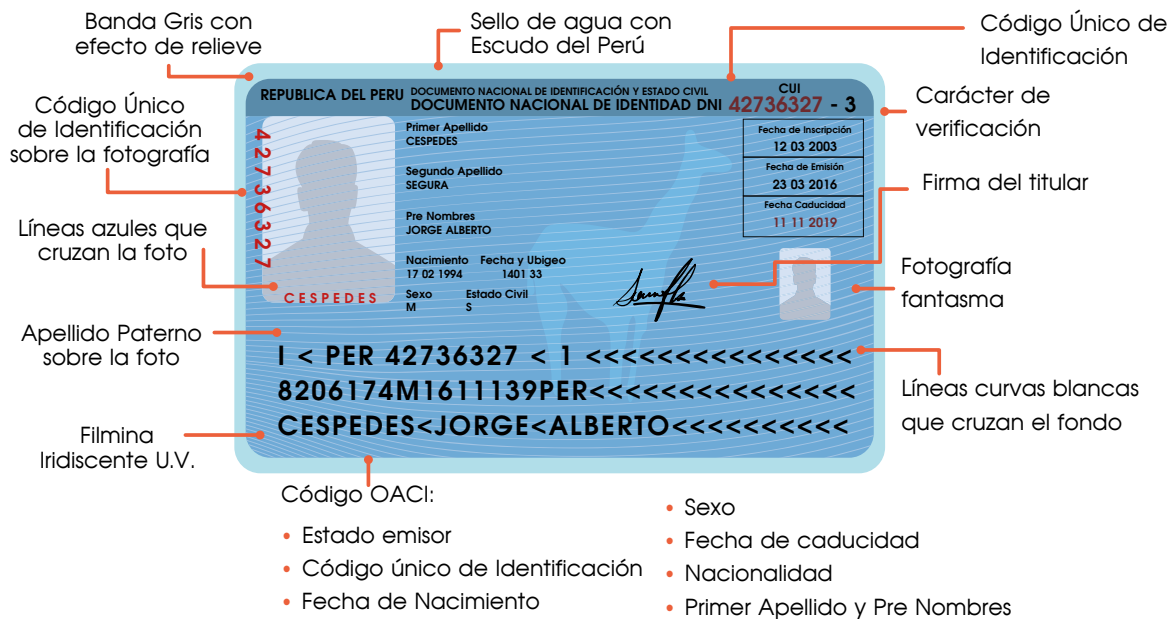 Banda Gris con
efecto de relieve
Sello de agua con
Escudo del Perú
Código Único de
Identificación
Código Único
de Identificación
sobre la fotografía
Líneas azules que
cruzan la foto
Apellido Paterno
sobre la foto
Filmina
Iridiscente U.V.
REPUBLICA DEL PERU
DOCUMENTO NACIONAL DE IDENTIFICACIÓN Y ESTADO CIVIL
DOCUMENTO NACIONAL DE IDENTIDAD DNI
CUI
42736327 - 3
42736327
CESPEDES
Primer Apellido
CESPEDES
Segundo Apellido
SEGURA
Pre Nombres
JORGE ALBERTO
Nacimiento Fecha y Ubigeo
17 02 1994 1401 33
Sexo Estado Civil
M S
Fecha de Inscripción
12 03 2003
Fecha de Emisión
23 03 2016
Fecha Caducidad
11 11 2019
I < PER 42736327 < 1 <<<<<<<<<<<<<<<
8206174M1611139PER<<<<<<<<<<<<<<<
CESPEDES<JORGE<ALBERTO<<<<<<<<<<
Carácter de
verificación
Firma del titular
Fotografía
fantasma
Líneas curvas blancas
que cruzan el fondo
Código OACI:
• Estado emisor
• Código único de Identificación
• Fecha de Nacimiento
• Sexo
• Fecha de caducidad
• Nacionalidad
• Primer Apellido y Pre Nombres